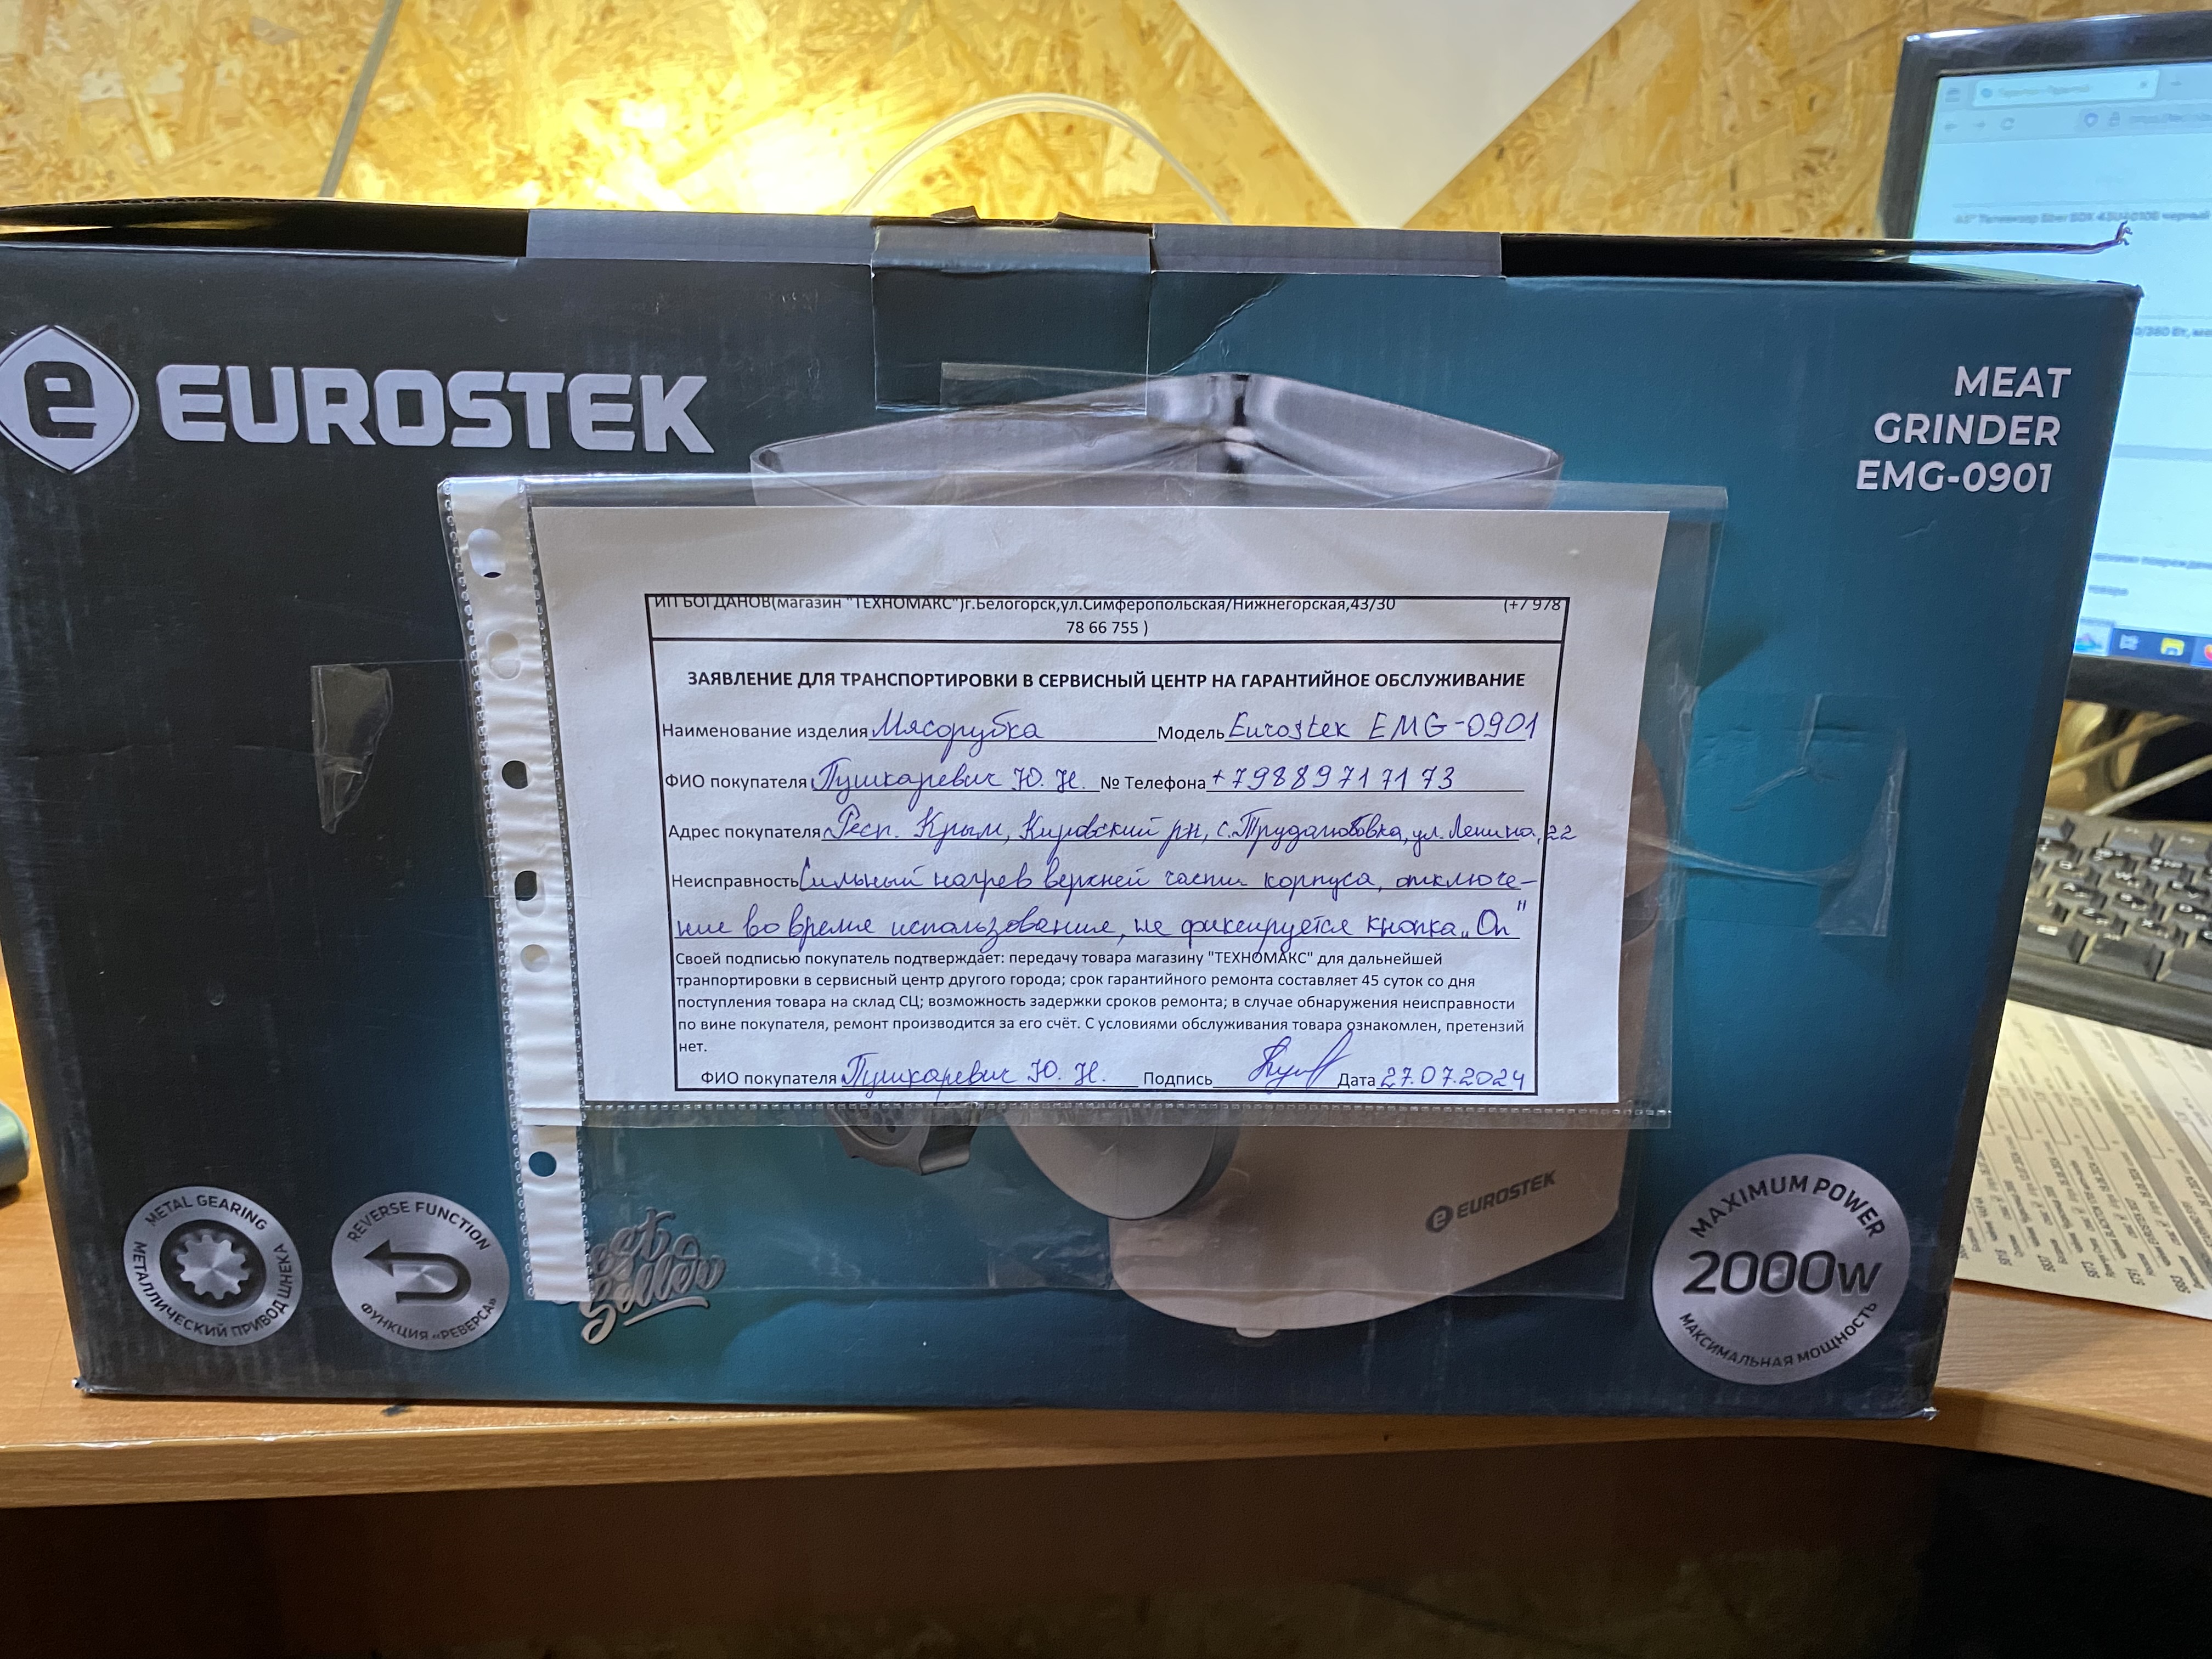 EUROSTEK
MEAT
GRINDER
EMG-0901
ИП БОГДАНОВ(магазин "ТЕХНОМАКС")г.Белогорск,ул.Симферопольская/Нижнегорская,43/30 (+7 978
78 66 755 )
ЗАЯВЛЕНИЕ ДЛЯ ТРАНСПОРТИРОВКИ В СЕРВИСНЫЙ ЦЕНТР НА ГАРАНТИЙНОЕ ОБСЛУЖИВАНИЕ
Наименование изделия Мясорубка Модель Eurostek EMG-0901
ФИО покупателя Пушкаревич Ю. Н. № Телефона +79889717173
Адрес покупателя Респ. Крым, Кировский рн, с. Трудолюбовка, ул. Ленина, 22
Неисправность Сильный нагрев верхней части корпуса, отключе-
ние во время использование, не фиксируется кнопка „On"
Своей подписью покупатель подтверждает: передачу товара магазину "ТЕХНОМАКС" для дальнейшей
транпортировки в сервисный центр другого города; срок гарантийного ремонта составляет 45 суток со дня
поступления товара на склад СЦ; возможность задержки сроков ремонта; в случае обнаружения неисправности
по вине покупателя, ремонт производится за его счёт. С условиями обслуживания товара ознакомлен, претензий
нет.
ФИО покупателя Пушкаревич Ю. Н. Подпись Дата 27.07.2024
METAL GEARING
МЕТАЛЛИЧЕСКИЙ ПРИВОД ШНЕКА
REVERSE FUNCTION
ФУНКЦИЯ «РЕВЕРСА»
Best
Seller
EUROSTEK
MAXIMUM POWER
2000W
МАКСИМАЛЬНАЯ МОЩНОСТЬ